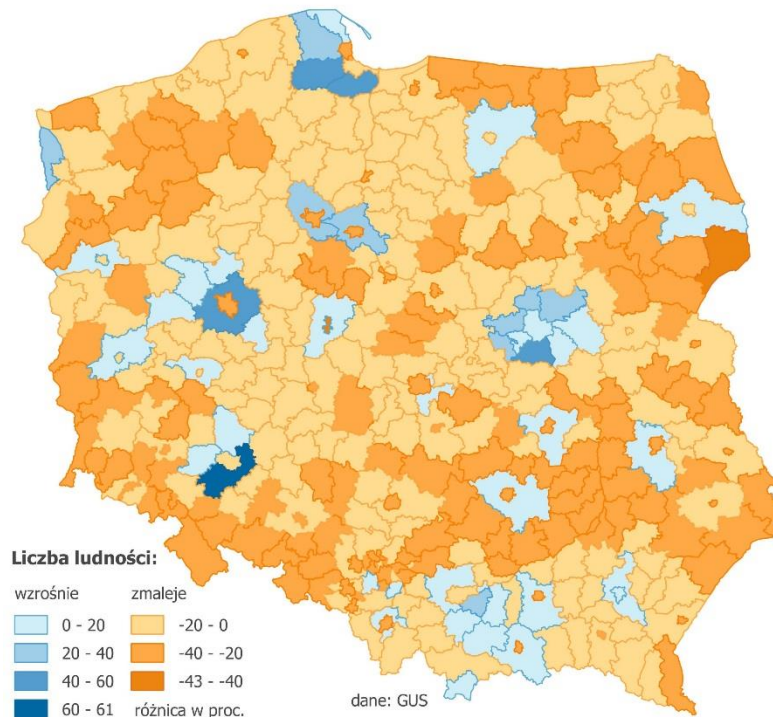 Liczba ludności:
wzrośnie zmaleje
0 - 20 -20 - 0
20 - 40 -40 - -20
40 - 60 -43 - -40
60 - 61 różnica w proc.
dane: GUS